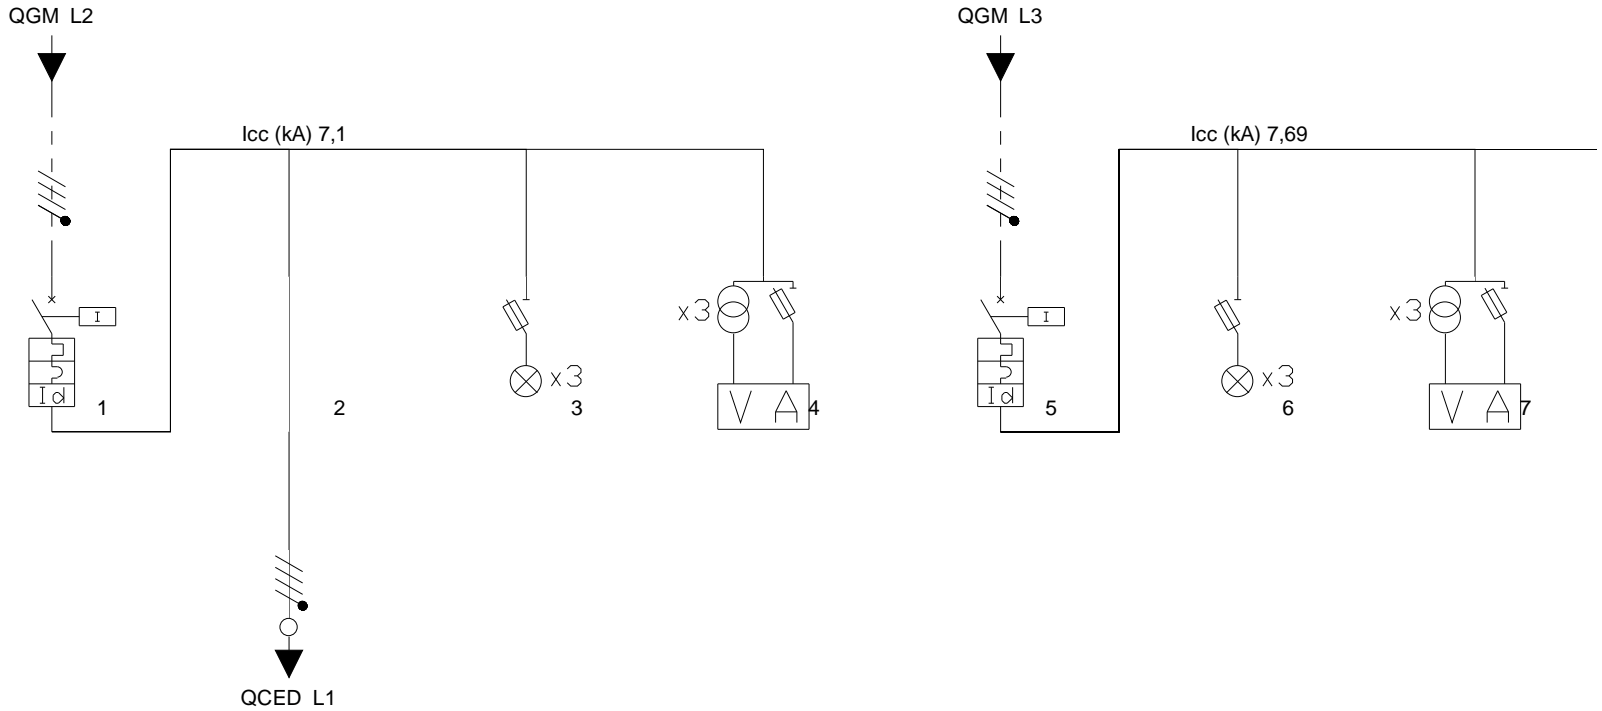 QGM L2
QGM L3
Icc (kA) 7,1
Icc (kA) 7,69
I
I
x3
x3
x3
x3
Id
1
2
3
V A
4
Id
5
6
V A
7
QCED L1